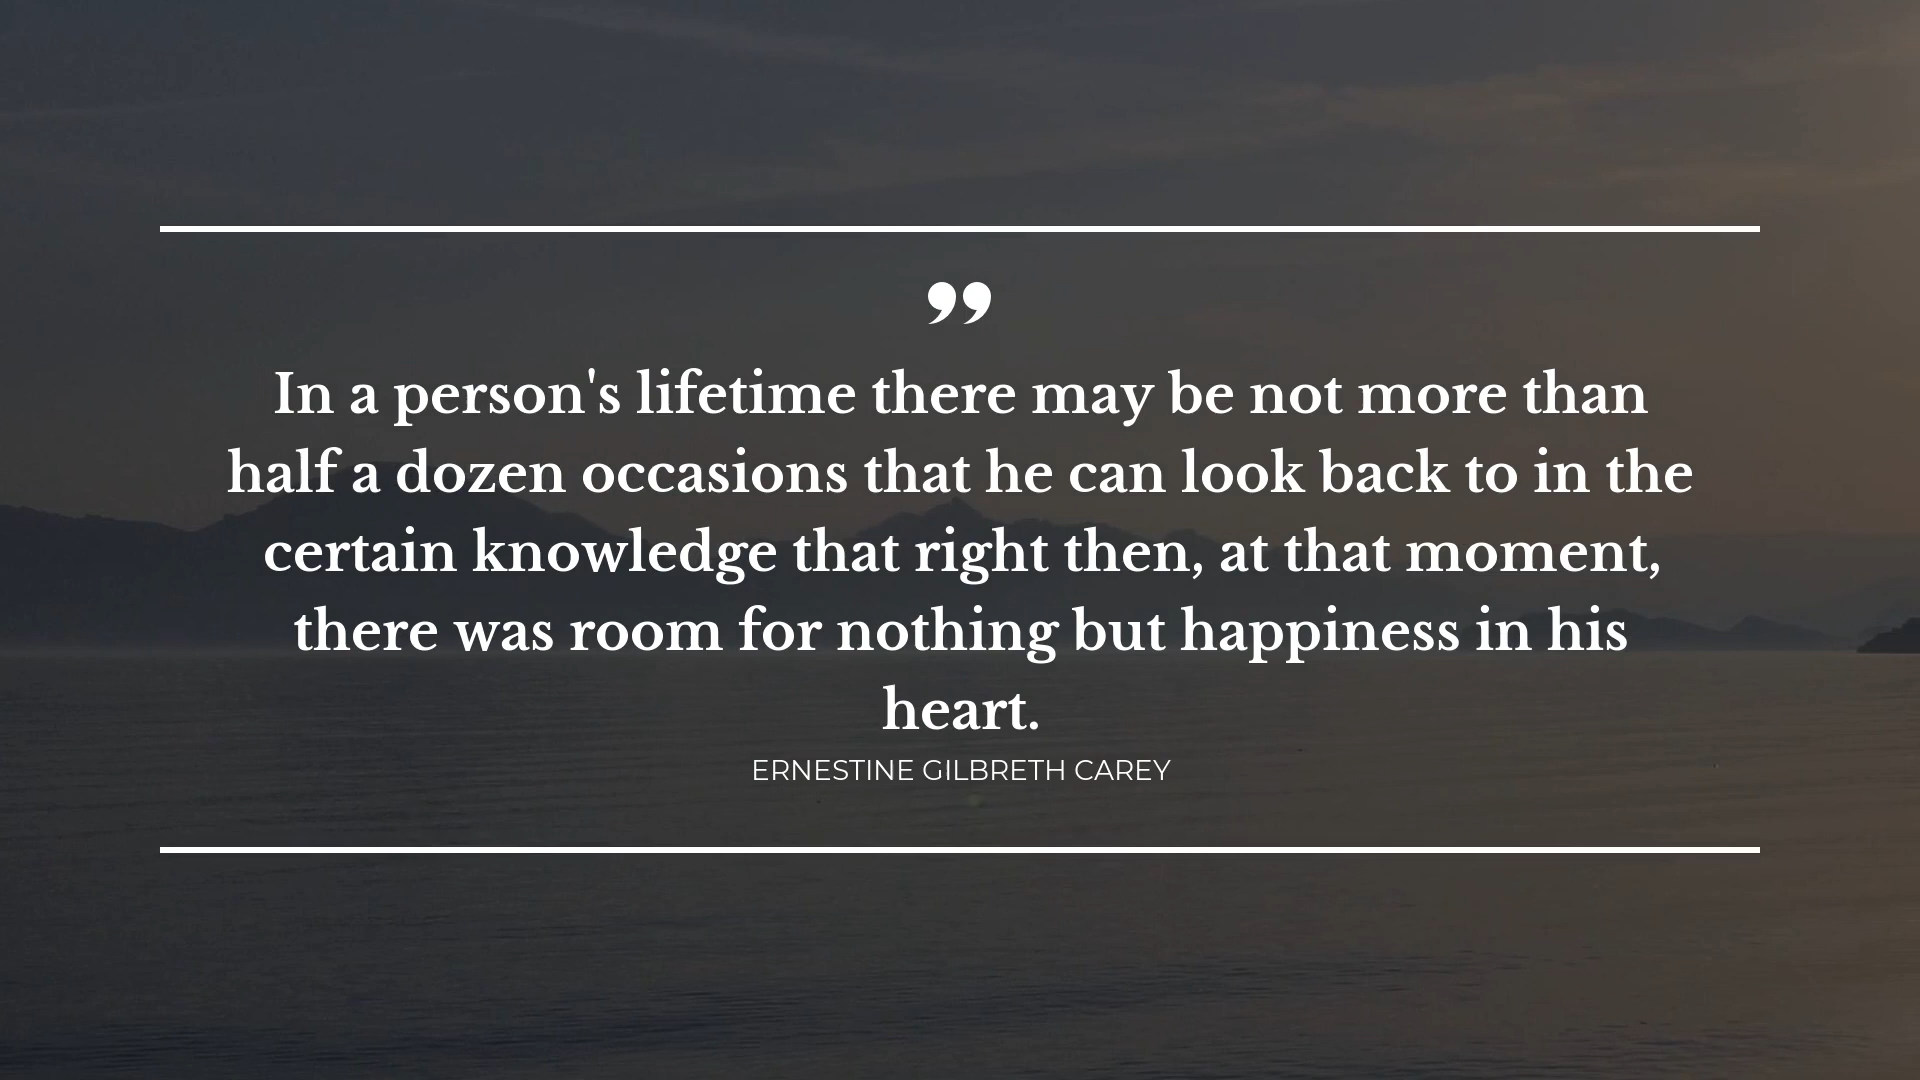 ”
In a person's lifetime there may be not more than
half a dozen occasions that he can look back to in the
certain knowledge that right then, at that moment,
there was room for nothing but happiness in his
heart.
ERNESTINE GILBRETH CAREY